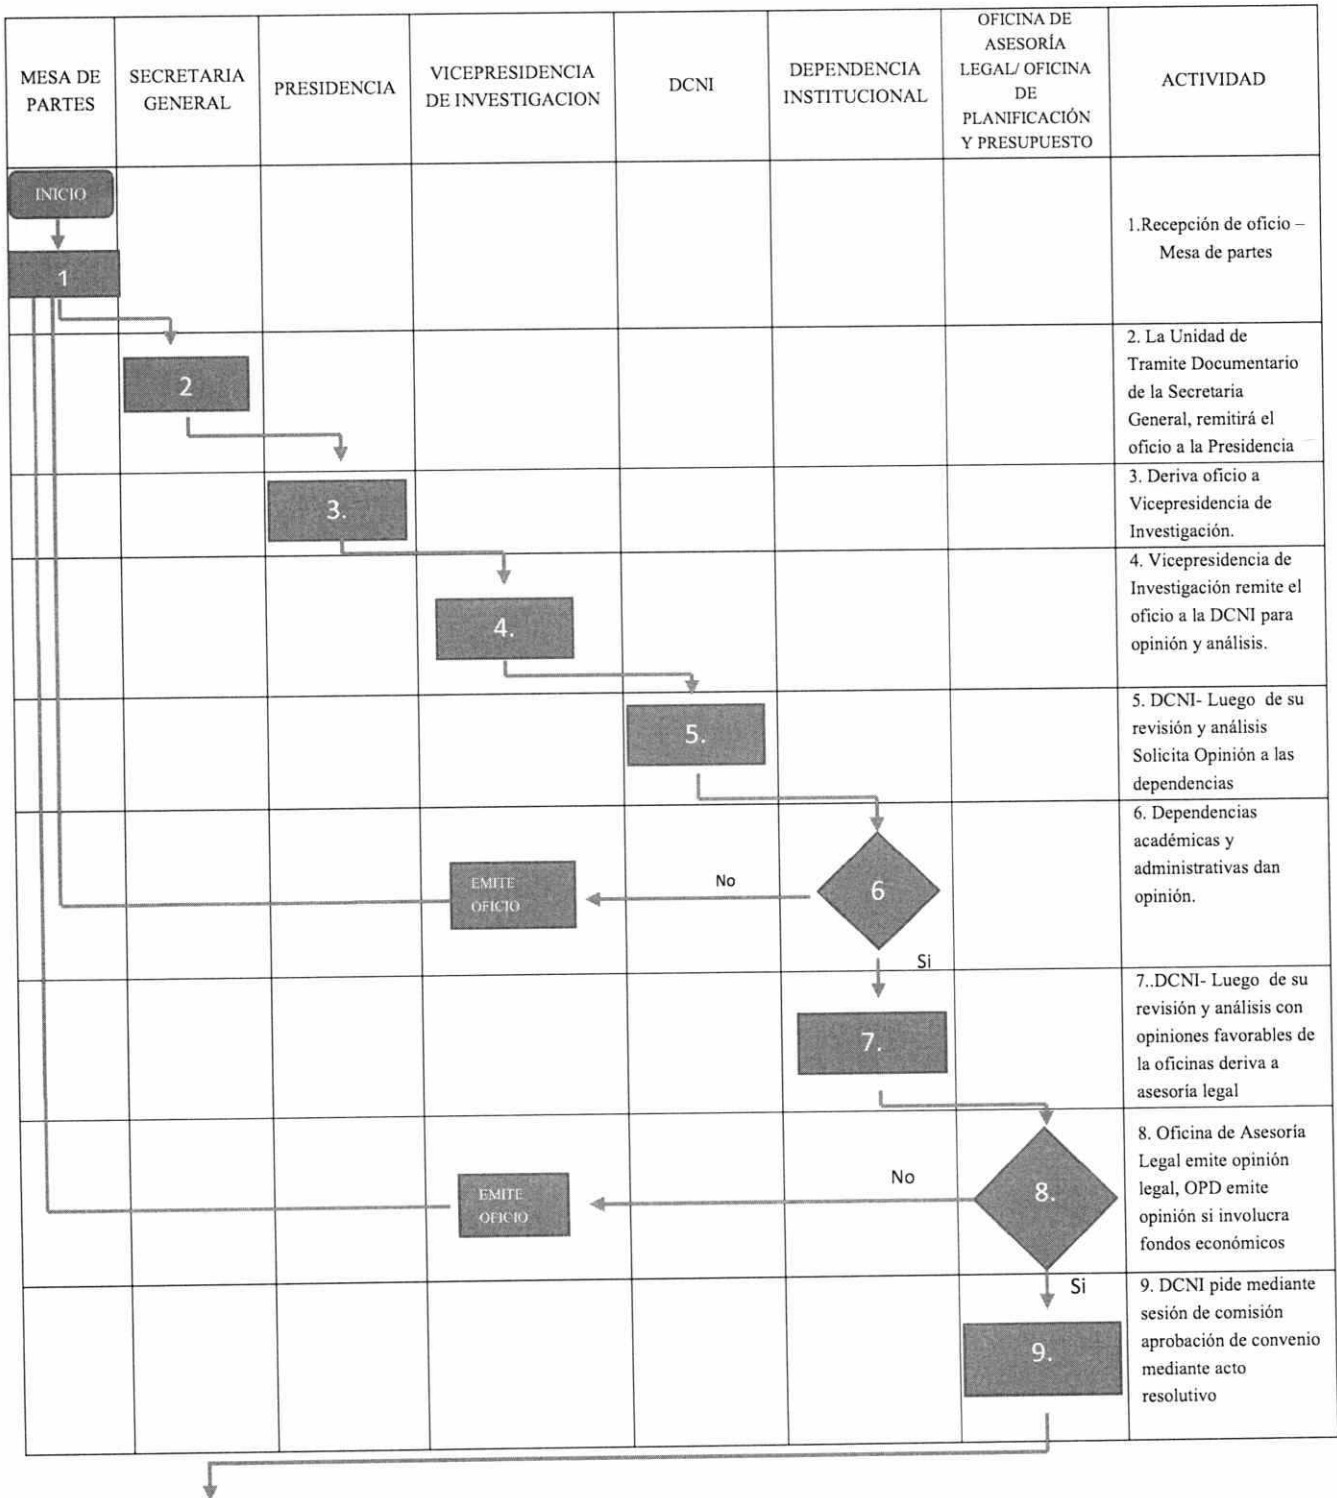 MESA DE
PARTES
SECRETARIA
GENERAL
PRESIDENCIA
VICEPRESIDENCIA
DE INVESTIGACION
DCNI
DEPENDENCIA
INSTITUCIONAL
OFICINA DE
ASESORÍA
LEGAL/ OFICINA
DE
PLANIFICACIÓN
Y PRESUPUESTO
ACTIVIDAD
INICIO
1
1.Recepción de oficio –
Mesa de partes
2
2. La Unidad de
Tramite Documentario
de la Secretaria
General, remitirá el
oficio a la Presidencia
3.
3. Deriva oficio a
Vicepresidencia de
Investigación.
4.
4. Vicepresidencia de
Investigación remite el
oficio a la DCNI para
opinión y análisis.
5.
5. DCNI- Luego de su
revisión y análisis
Solicita Opinión a las
dependencias
EMITE
OFICIO
No
6
Si
6. Dependencias
académicas y
administrativas dan
opinión.
7.
7..DCNI- Luego de su
revisión y análisis con
opiniones favorables de
la oficinas deriva a
asesoría legal
EMITE
OFICIO
No
8.
Si
8. Oficina de Asesoría
Legal emite opinión
legal, OPD emite
opinión si involucra
fondos económicos
9.
9. DCNI pide mediante
sesión de comisión
aprobación de convenio
mediante acto
resolutivo